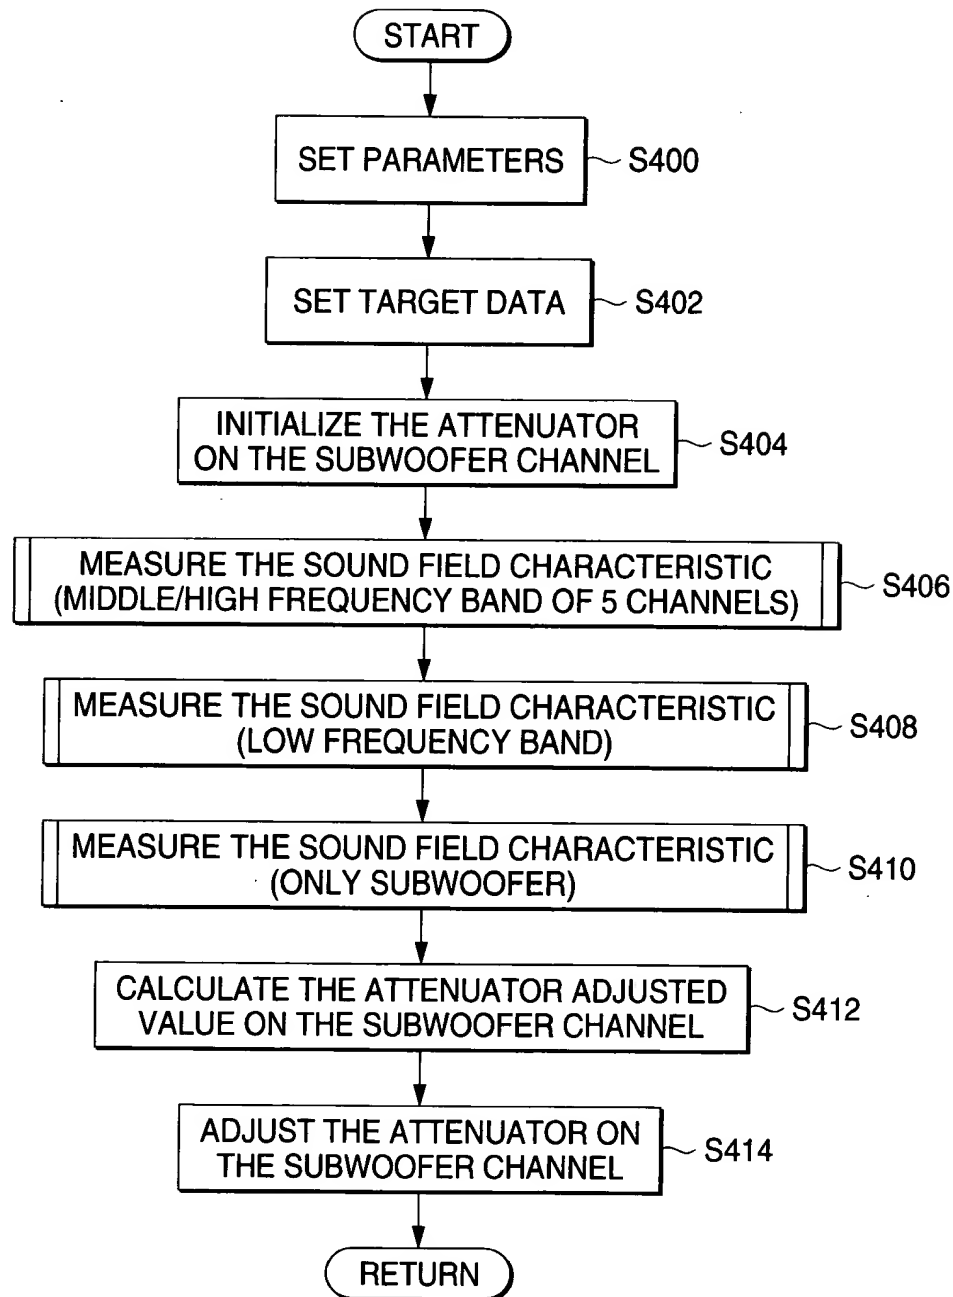 START
SET PARAMETERS
S400
SET TARGET DATA
S402
INITIALIZE THE ATTENUATOR
ON THE SUBWOOFER CHANNEL
S404
MEASURE THE SOUND FIELD CHARACTERISTIC
(MIDDLE/HIGH FREQUENCY BAND OF 5 CHANNELS)
S406
MEASURE THE SOUND FIELD CHARACTERISTIC
(LOW FREQUENCY BAND)
S408
MEASURE THE SOUND FIELD CHARACTERISTIC
(ONLY SUBWOOFER)
S410
CALCULATE THE ATTENUATOR ADJUSTED
VALUE ON THE SUBWOOFER CHANNEL
S412
ADJUST THE ATTENUATOR ON
THE SUBWOOFER CHANNEL
S414
RETURN